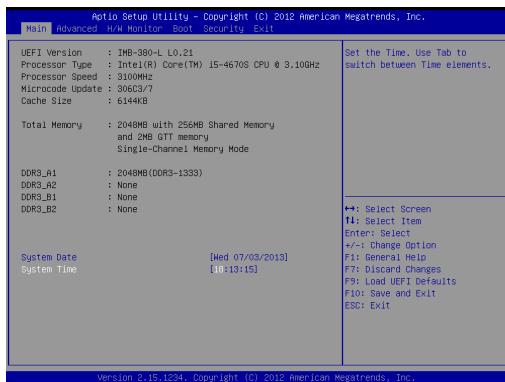 Aptio Setup Utility – Copyright (C) 2012 American Megatrends, Inc.
Main Advanced H/W Monitor Boot Security Exit
UEFI Version : IMB-380-L L0.21
Processor Type : Intel(R) Core(TM) i5-4670S CPU @ 3.10GHz
Processor Speed : 3100MHz
Microcode Update : 306C3/7
Cache Size : 6144KB
Total Memory : 2048MB with 256MB Shared Memory
and 2MB GTT memory
Single-Channel Memory Mode
DDR3_A1 : 2048MB(DDR3-1333)
DDR3_A2 : None
DDR3_B1 : None
DDR3_B2 : None
System Date [Wed 07/03/2013]
System Time [18:13:15]
Set the Time. Use Tab to
switch between Time elements.
↔: Select Screen
↑↓: Select Item
Enter: Select
+/-: Change Option
F1: General Help
F7: Discard Changes
F9: Load UEFI Defaults
F10: Save and Exit
ESC: Exit
Version 2.15.1234. Copyright (C) 2012 American Megatrends, Inc.